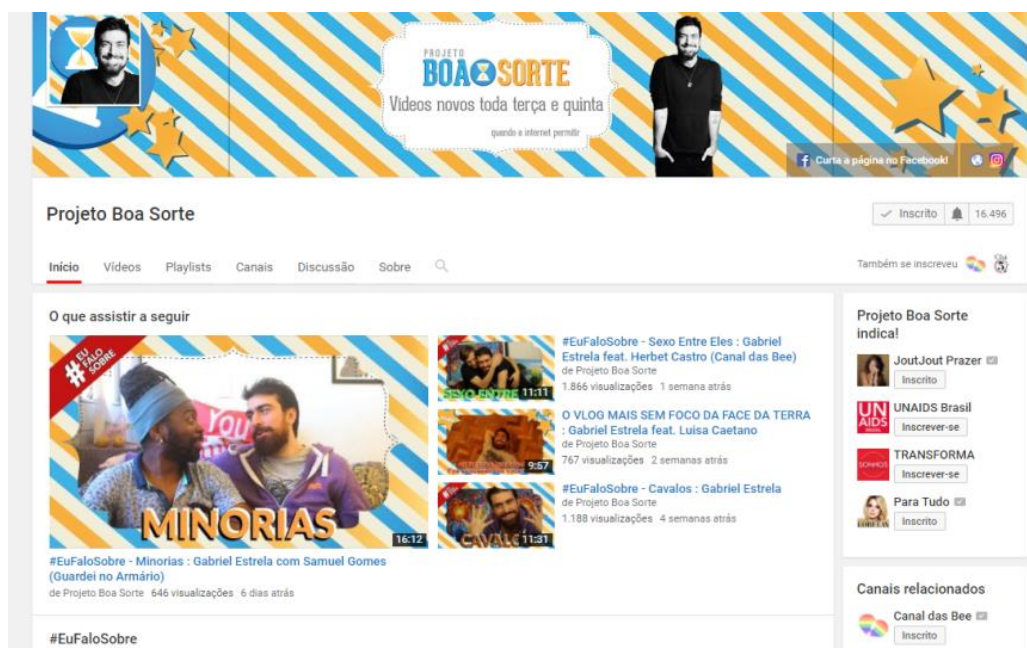 PROJETO
BOA SORTE
Vídeos novos toda terça e quinta
quando a internet permitir
Curta a página no Facebook!
Projeto Boa Sorte
Inscrito 16.496
Início Vídeos Playlists Canais Discussão Sobre
Também se inscreveu
O que assistir a seguir
#EU
FALO
SOBRE
YOU
MINORIAS
16:12
#EuFaloSobre - Minorias : Gabriel Estrela com Samuel Gomes
(Guardei no Armário)
de Projeto Boa Sorte 646 visualizações 6 dias atrás
SEXO ENTRE
11:11
#EuFaloSobre - Sexo Entre Eles : Gabriel
Estrela feat. Herbet Castro (Canal das Bee)
de Projeto Boa Sorte
1.866 visualizações 1 semana atrás
9:57
O VLOG MAIS SEM FOCO DA FACE DA TERRA
: Gabriel Estrela feat. Luisa Caetano
de Projeto Boa Sorte
767 visualizações 2 semanas atrás
CAVALO
11:31
#EuFaloSobre - Cavalos : Gabriel Estrela
de Projeto Boa Sorte
1.188 visualizações 4 semanas atrás
#EuFaloSobre
Projeto Boa Sorte
indica!
JoutJout Prazer
Inscrito
UN
AIDS
BRASIL
UNAIDS Brasil
Inscrever-se
TRANSFORMA
Inscrever-se
Para Tudo
Inscrito
Canais relacionados
Canal das Bee
Inscrito